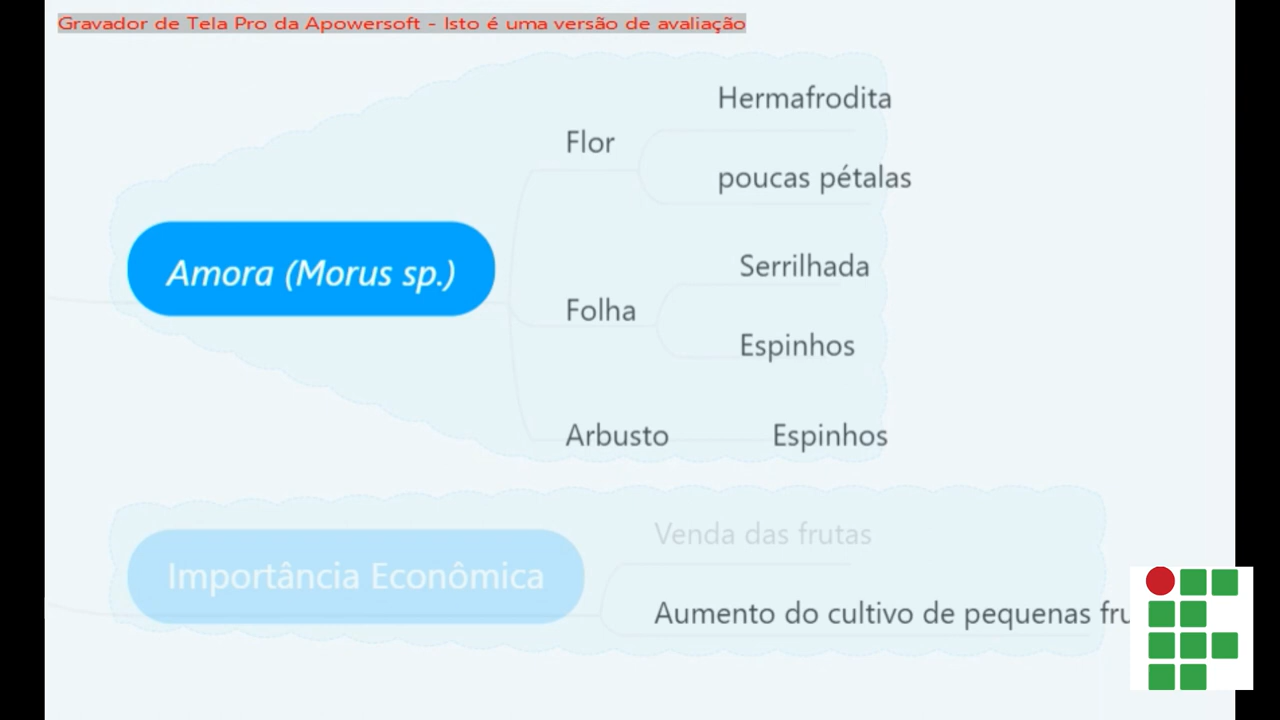 Gravador de Tela Pro da Apowersoft - Isto é uma versão de avaliação
Hermafrodita
Flor
poucas pétalas
Amora (Morus sp.)
Serrilhada
Folha
Espinhos
Arbusto
Espinhos
Venda das frutas
Importância Econômica
Aumento do cultivo de pequenas fru